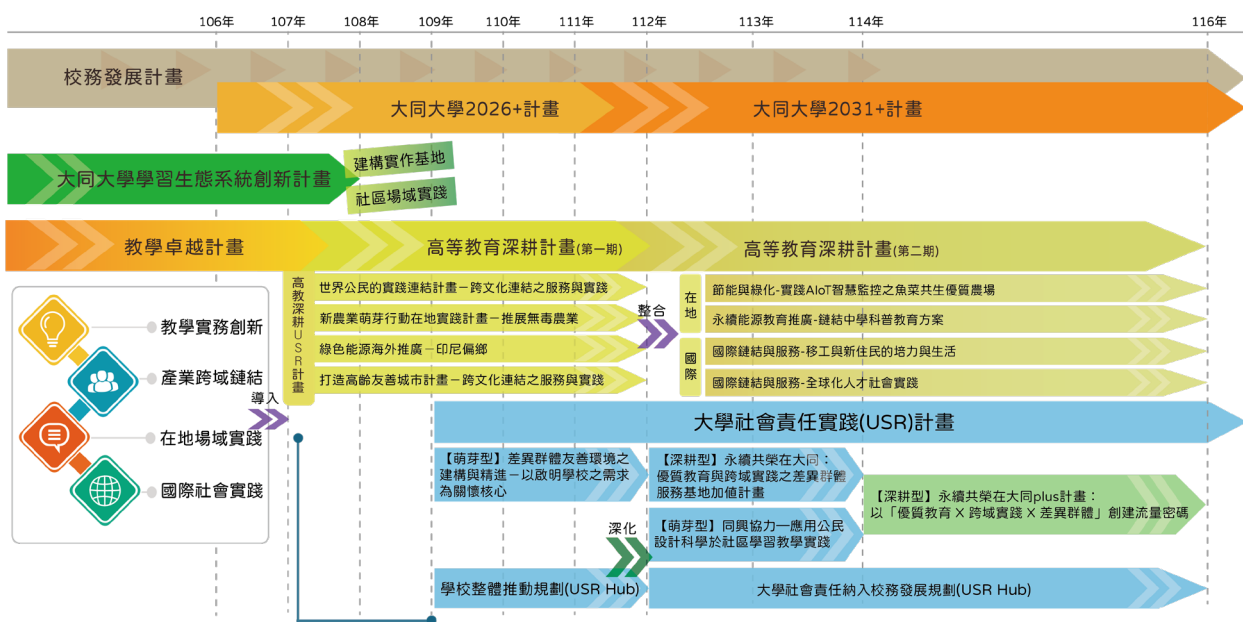 106年 107年 108年 109年 110年 111年 112年 113年 114年 116年
校務發展計畫
大同大學2026+計畫
大同大學2031+計畫
大同大學學習生態系統創新計畫
建構實作基地
社區場域實踐
教學卓越計畫
高等教育深耕計畫(第一期)
高等教育深耕計畫(第二期)
教學實務創新
產業跨域鏈結
在地場域實踐
國際社會實踐
導入
高教深耕USR計畫
世界公民的實踐連結計畫－跨文化連結之服務與實踐
新農業萌芽行動在地實踐計畫－推展無毒農業
綠色能源海外推廣－印尼偏鄉
打造高齡友善城市計畫－跨文化連結之服務與實踐
整合
在地
節能與綠化-實踐AIoT智慧監控之魚菜共生優質農場
永續能源教育推廣-鏈結中學科普教育方案
國際
國際鏈結與服務-移工與新住民的培力與生活
國際鏈結與服務-全球化人才社會實踐
大學社會責任實踐(USR)計畫
【萌芽型】差異群體友善環境之
建構與精進－以啟明學校之需求
為關懷核心
【深耕型】永續共榮在大同：
優質教育與跨域實踐之差異群體
服務基地加值計畫
【萌芽型】同興協力—應用公民
設計科學於社區學習教學實踐
【深耕型】永續共榮在大同plus計畫：
以「優質教育 X 跨域實踐 X 差異群體」創建流量密碼
深化
學校整體推動規劃(USR Hub)
大學社會責任納入校務發展規劃(USR Hub)